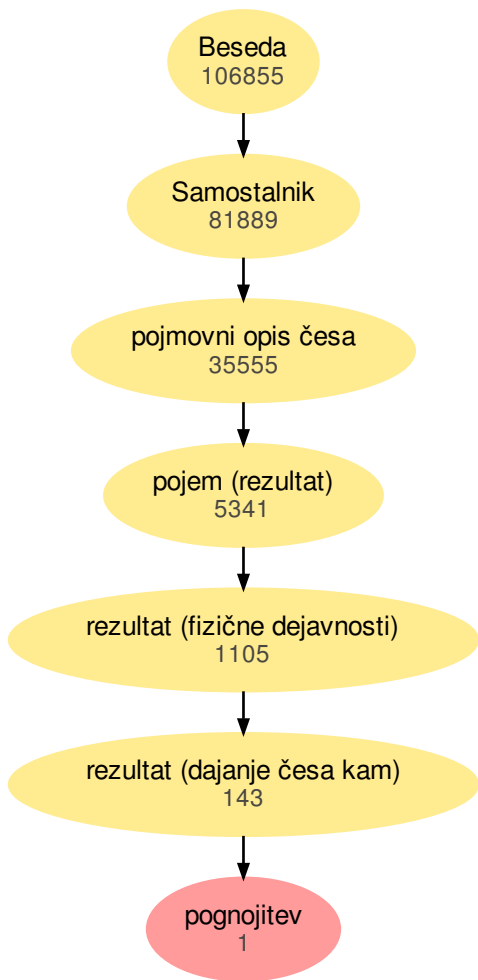 Beseda
106855
Samostalnik
81889
pojmovni opis česa
35555
pojem (rezultat)
5341
rezultat (fizične dejavnosti)
1105
rezultat (dajanje česa kam)
143
pognojitev
1